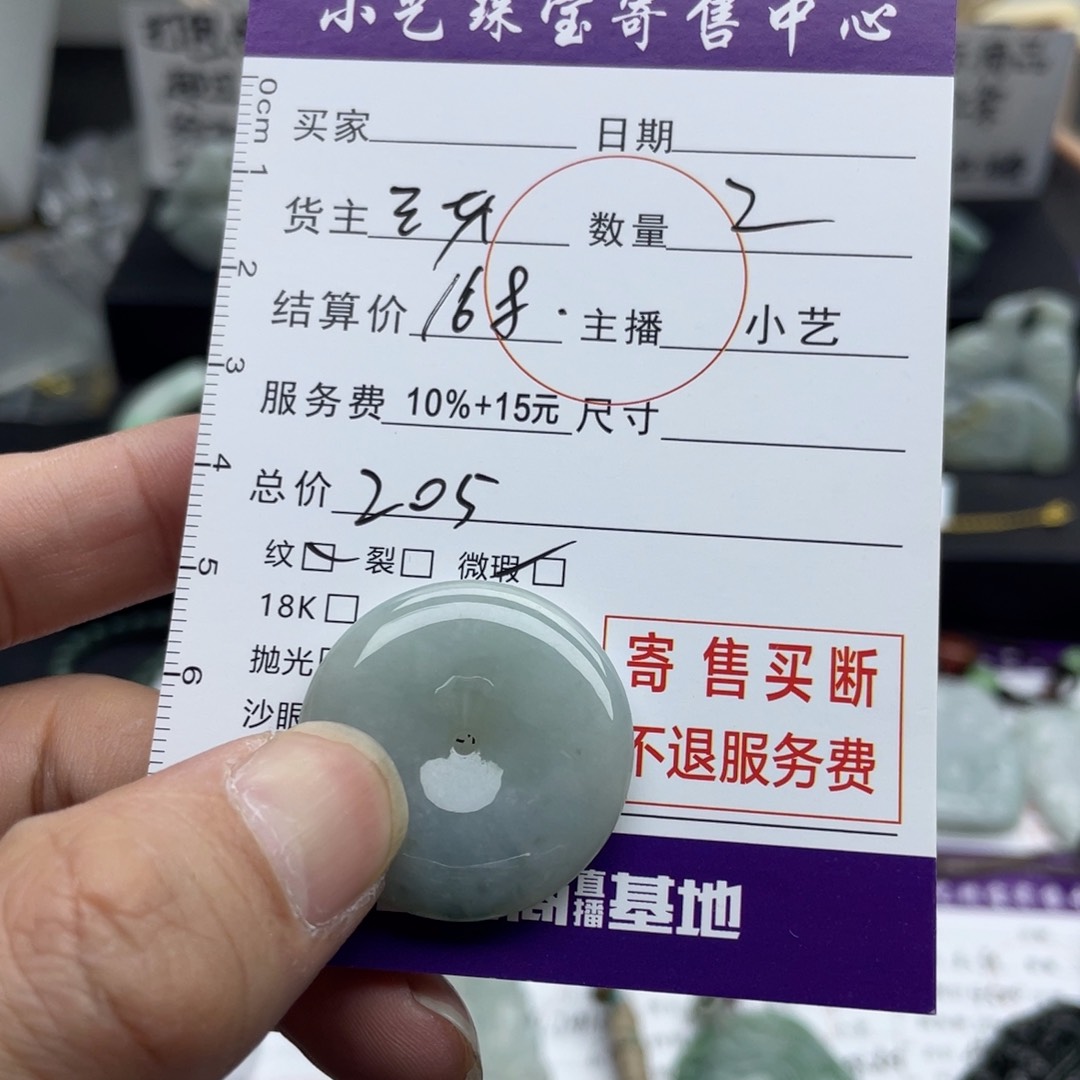 小艺珠宝寄售中心
0cm 1 2 3 4 5 6
买家 日期
货主 数量 2
结算价 168. 主播 小艺
服务费 10%+15元 尺寸
总价 205
纹 裂 微瑕
18K
抛光
沙眼
寄售买断
不退服务费
直播基地